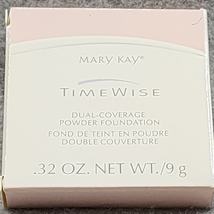 MARY KAY®
TIMEWISE
DUAL-COVERAGE
POWDER FOUNDATION
FOND DE TEINT EN POUDRE
DOUBLE COUVERTURE
.32 OZ. NET WT./9 g